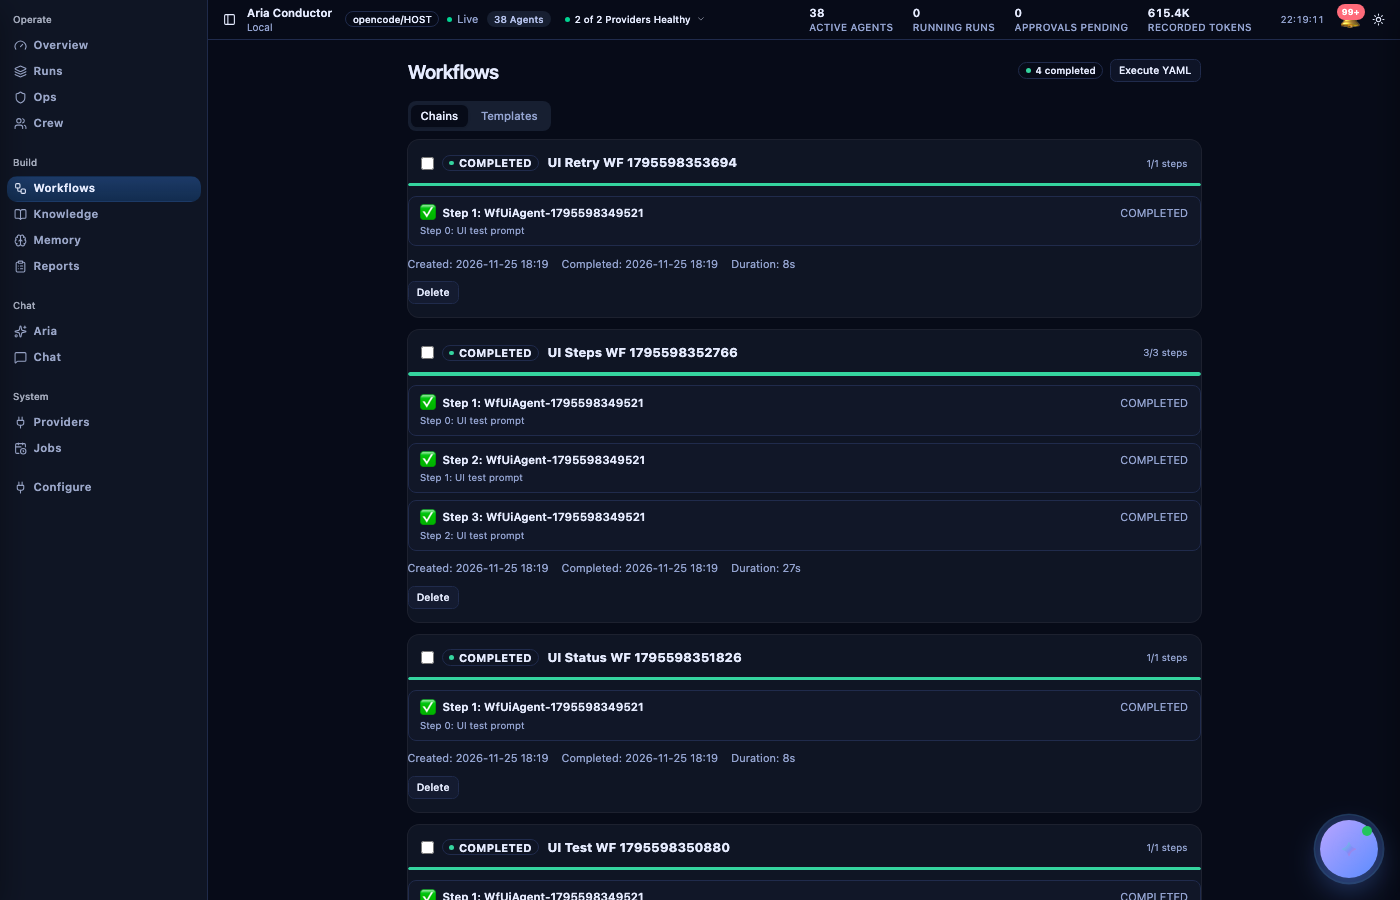 Operate
Overview
Runs
Ops
Crew
Build
Workflows
Knowledge
Memory
Reports
Chat
Aria
Chat
System
Providers
Jobs
Configure
Aria Conductor
Local
opencode/HOST
Live
38 Agents
2 of 2 Providers Healthy
38
ACTIVE AGENTS
0
RUNNING RUNS
0
APPROVALS PENDING
615.4K
RECORDED TOKENS
22:19:11
99+
Workflows
4 completed
Execute YAML
Chains
Templates
COMPLETED UI Retry WF 1795598353694 1/1 steps
Step 1: WfUiAgent-1795598349521 COMPLETED
Step 0: UI test prompt
Created: 2026-11-25 18:19 Completed: 2026-11-25 18:19 Duration: 8s
Delete
COMPLETED UI Steps WF 1795598352766 3/3 steps
Step 1: WfUiAgent-1795598349521 COMPLETED
Step 0: UI test prompt
Step 2: WfUiAgent-1795598349521 COMPLETED
Step 1: UI test prompt
Step 3: WfUiAgent-1795598349521 COMPLETED
Step 2: UI test prompt
Created: 2026-11-25 18:19 Completed: 2026-11-25 18:19 Duration: 27s
Delete
COMPLETED UI Status WF 1795598351826 1/1 steps
Step 1: WfUiAgent-1795598349521 COMPLETED
Step 0: UI test prompt
Created: 2026-11-25 18:19 Completed: 2026-11-25 18:19 Duration: 8s
Delete
COMPLETED UI Test WF 1795598350880 1/1 steps
Step 1: WfUiAgent-1795598349521 COMPLETED